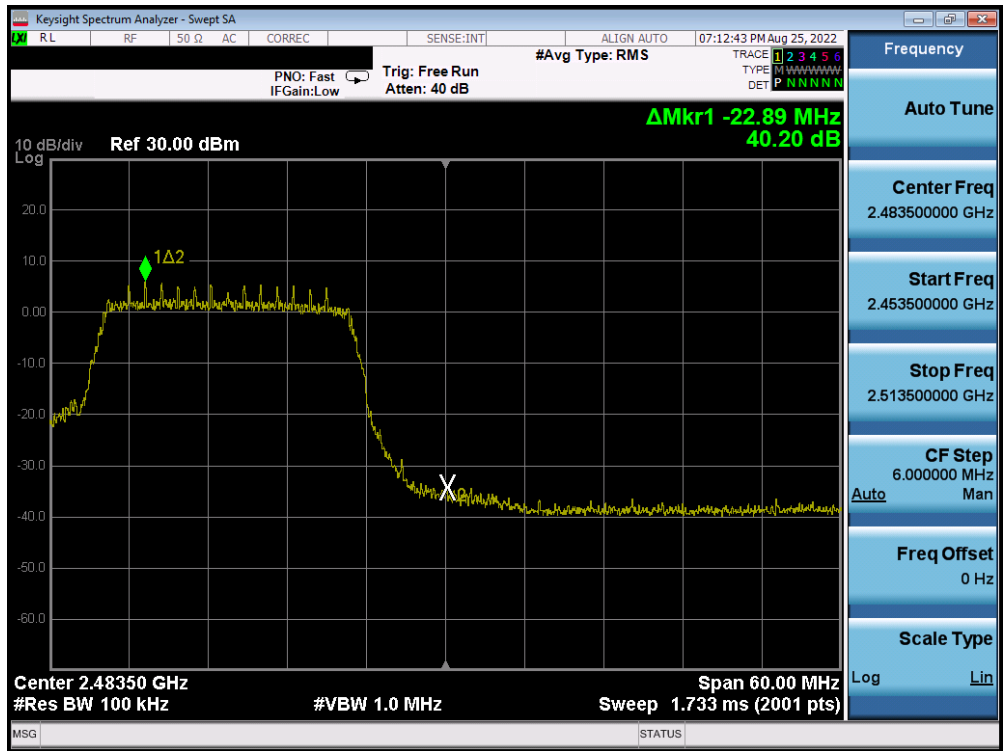 Keysight Spectrum Analyzer - Swept SA
LXI RL RF 50 Ω AC CORREC SENSE:INT ALIGN AUTO 07:12:43 PM Aug 25, 2022
#Avg Type: RMS
TRACE 1 2 3 4 5 6
TYPE M WWWWW
DET P N N N N N
PNO: Fast
IFGain:Low
Trig: Free Run
Atten: 40 dB
ΔMkr1 -22.89 MHz
40.20 dB
10 dB/div Ref 30.00 dBm
Log
20.0
10.0
0.00
-10.0
-20.0
-30.0
-40.0
-50.0
-60.0
1Δ2
X
Center 2.48350 GHz
Span 60.00 MHz
#Res BW 100 kHz
#VBW 1.0 MHz
Sweep 1.733 ms (2001 pts)
MSG
STATUS
Frequency
Auto Tune
Center Freq
2.483500000 GHz
Start Freq
2.453500000 GHz
Stop Freq
2.513500000 GHz
CF Step
6.000000 MHz
Auto Man
Freq Offset
0 Hz
Scale Type
Log Lin